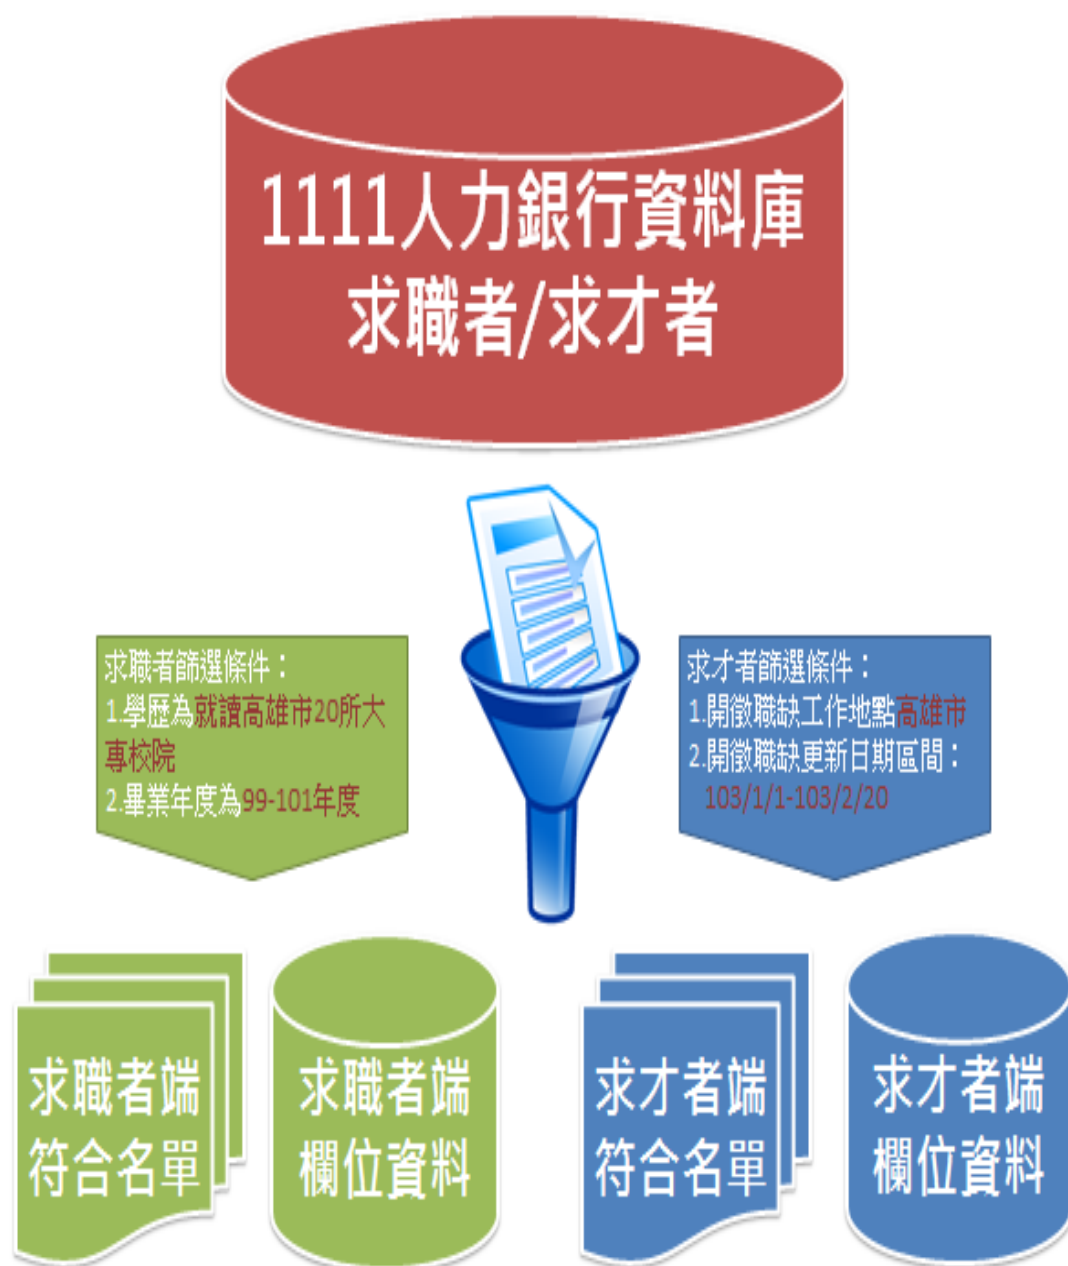 1111人力銀行資料庫
求職者/求才者
求職者篩選條件：
1.學歷為就讀高雄市20所大
專校院
2.畢業年度為99-101年度
求才者篩選條件：
1.開徵職缺工作地點高雄市
2.開徵職缺更新日期區間：
103/1/1-103/2/20
求職者端
符合名單
求職者端
欄位資料
求才者端
符合名單
求才者端
欄位資料